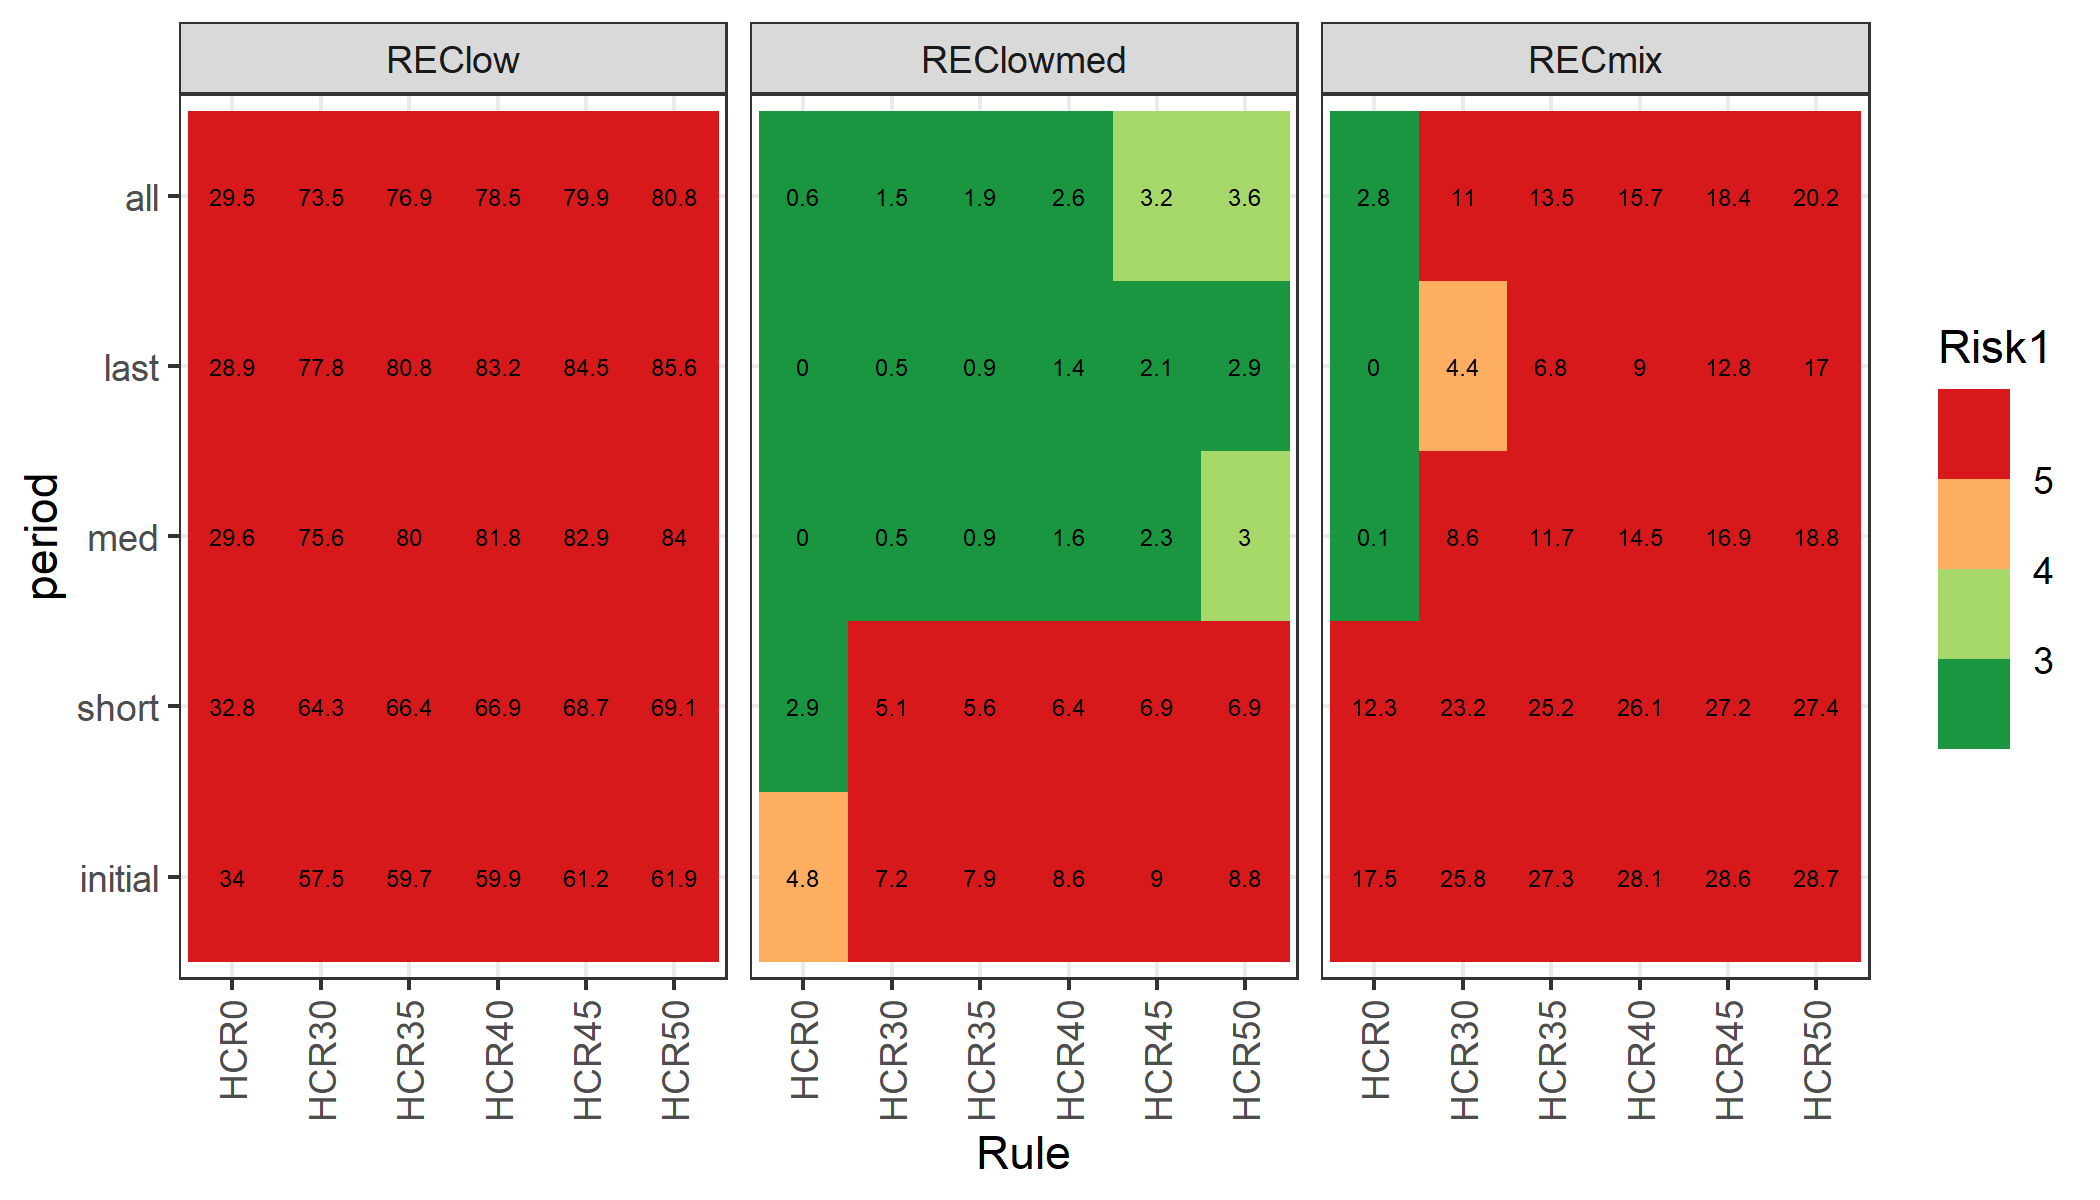 REClow REClowmed RECmix
all 29.5 73.5 76.9 78.5 79.9 80.8 0.6 1.5 1.9 2.6 3.2 3.6 2.8 11 13.5 15.7 18.4 20.2
last 28.9 77.8 80.8 83.2 84.5 85.6 0 0.5 0.9 1.4 2.1 2.9 0 4.4 6.8 9 12.8 17
med 29.6 75.6 80 81.8 82.9 84 0 0.5 0.9 1.6 2.3 3 0.1 8.6 11.7 14.5 16.9 18.8
short 32.8 64.3 66.4 66.9 68.7 69.1 2.9 5.1 5.6 6.4 6.9 6.9 12.3 23.2 25.2 26.1 27.2 27.4
initial 34 57.5 59.7 59.9 61.2 61.9 4.8 7.2 7.9 8.6 9 8.8 17.5 25.8 27.3 28.1 28.6 28.7
HCR0 HCR30 HCR35 HCR40 HCR45 HCR50 HCR0 HCR30 HCR35 HCR40 HCR45 HCR50 HCR0 HCR30 HCR35 HCR40 HCR45 HCR50
Rule
period
Risk1
5
4
3